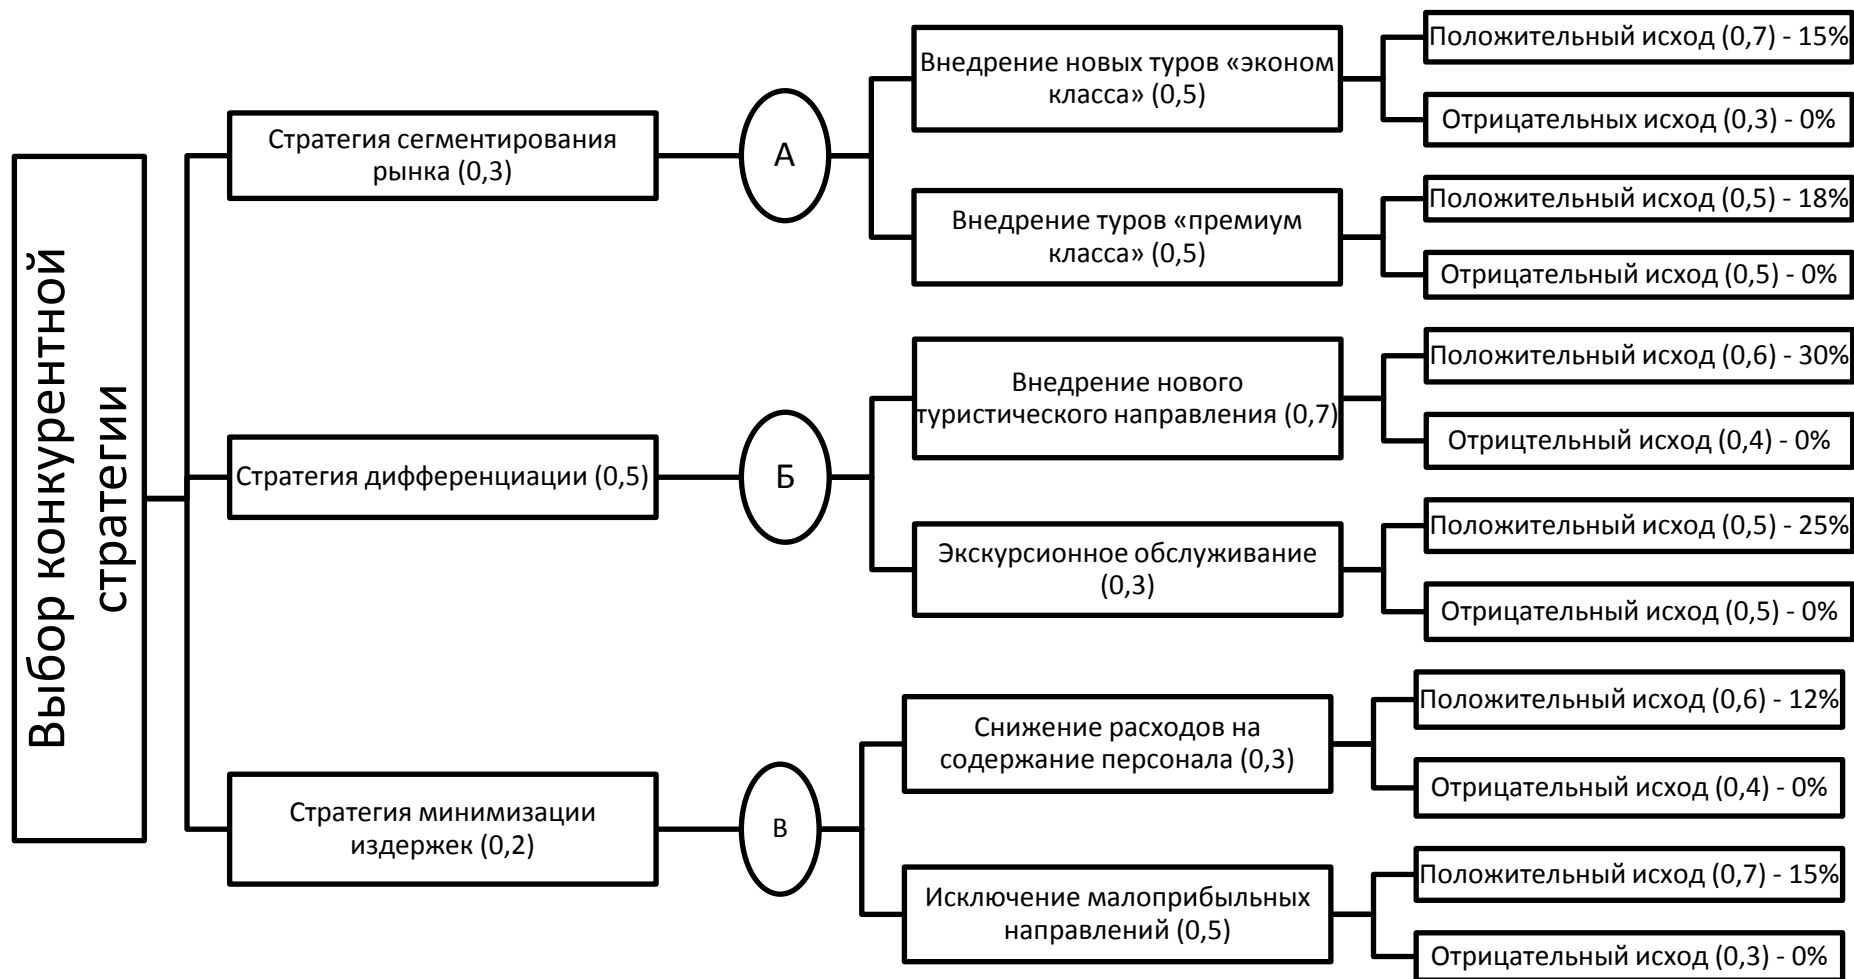 Выбор конкурентной
стратегии
Стратегия сегментирования
рынка (0,3)
А
Внедрение новых туров «эконом
класса» (0,5)
Положительный исход (0,7) - 15%
Отрицательных исход (0,3) - 0%
Внедрение туров «премиум
класса» (0,5)
Положительный исход (0,5) - 18%
Отрицательный исход (0,5) - 0%
Стратегия дифференциации (0,5)
Б
Внедрение нового
туристического направления (0,7)
Положительный исход (0,6) - 30%
Отрицтельный исход (0,4) - 0%
Экскурсионное обслуживание
(0,3)
Положительный исход (0,5) - 25%
Отрицательный исход (0,5) - 0%
Стратегия минимизации
издержек (0,2)
В
Снижение расходов на
содержание персонала (0,3)
Положительный исход (0,6) - 12%
Отрицательный исход (0,4) - 0%
Исключение малоприбыльных
направлений (0,5)
Положительный исход (0,7) - 15%
Отрицательный исход (0,3) - 0%